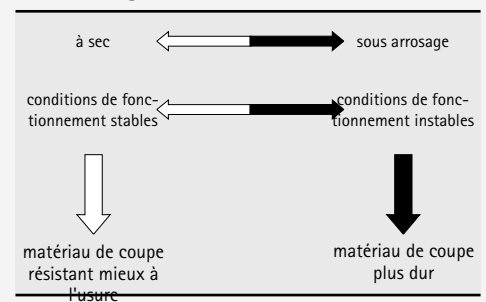 à sec
sous arrosage
conditions de fonc-
tionnement stables
conditions de fonc-
tionnement instables
matériau de coupe
résistant mieux à
l'usure
matériau de coupe
plus dur